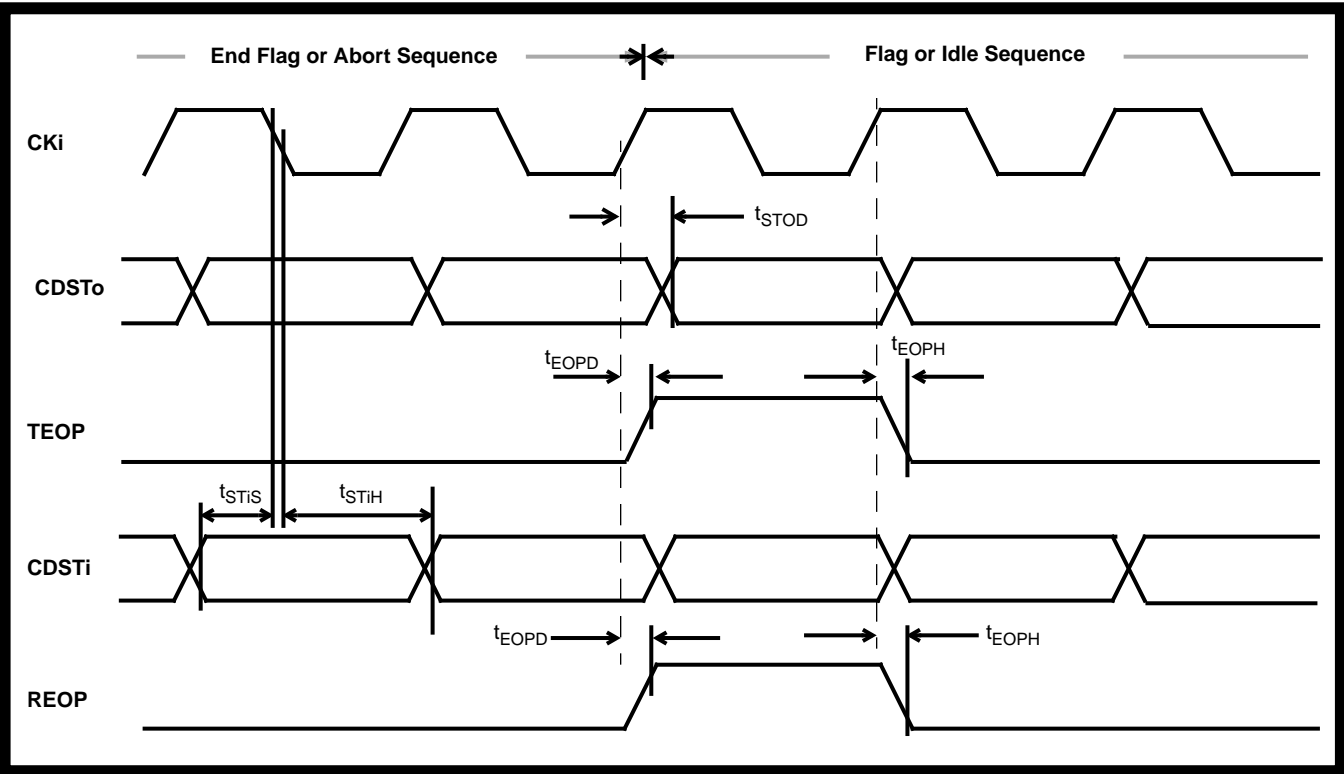 End Flag or Abort Sequence
Flag or Idle Sequence
CKi
tSTOD
CDSTo
tEOPD
tEOPH
TEOP
tSTiS
tSTiH
CDSTi
tEOPD
tEOPH
REOP